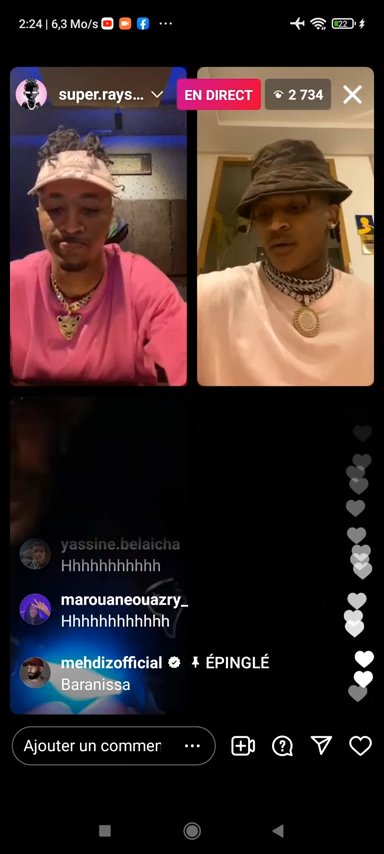 2:24 | 6,3 Mo/s ...
22
super.rays... EN DIRECT 2 734
yassine.belaicha
Hhhhhhhhhhh
marouaneouazry_
Hhhhhhhhhhhh
mehdizofficial ÉPINGLÉ
Baranissa
Ajouter un commen